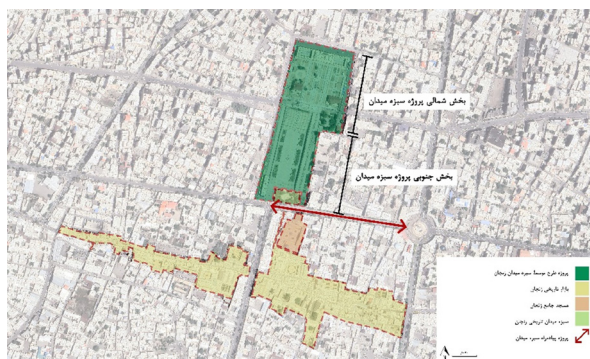 بخش شمالی پروژه سبزه میدان
بخش جنوبی پروژه سبزه میدان
پروژه طرح توسعه سبزه میدان زنجان
بازار تاریخی زنجان
مسجد جامع زنجان
سبزه میدان تاریخی زنجان
پروژه پیاده‌راه سبزه میدان